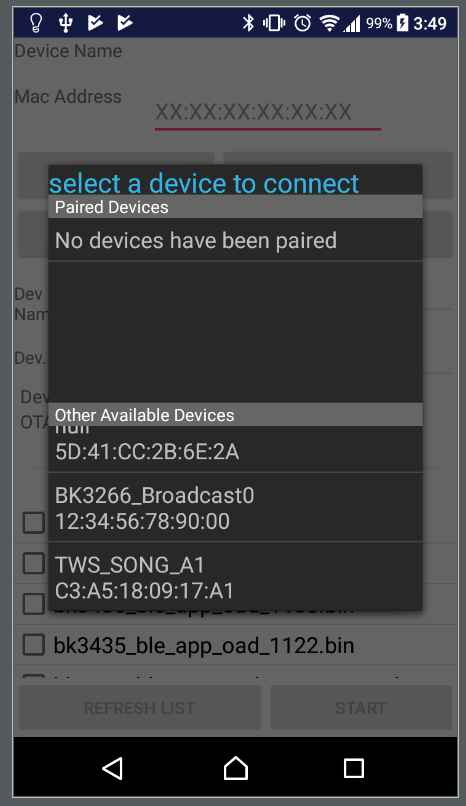 99% 3:49
Device Name
Mac Address
XX:XX:XX:XX:XX:XX
select a device to connect
Paired Devices
No devices have been paired
Dev
Nam
Dev.
Dev
OTA
Other Available Devices
null
5D:41:CC:2B:6E:2A
BK3266_Broadcast0
12:34:56:78:90:00
TWS_SONG_A1
C3:A5:18:09:17:A1
bk3435_ble_app_oad_1122.bin
REFRESH LIST
START